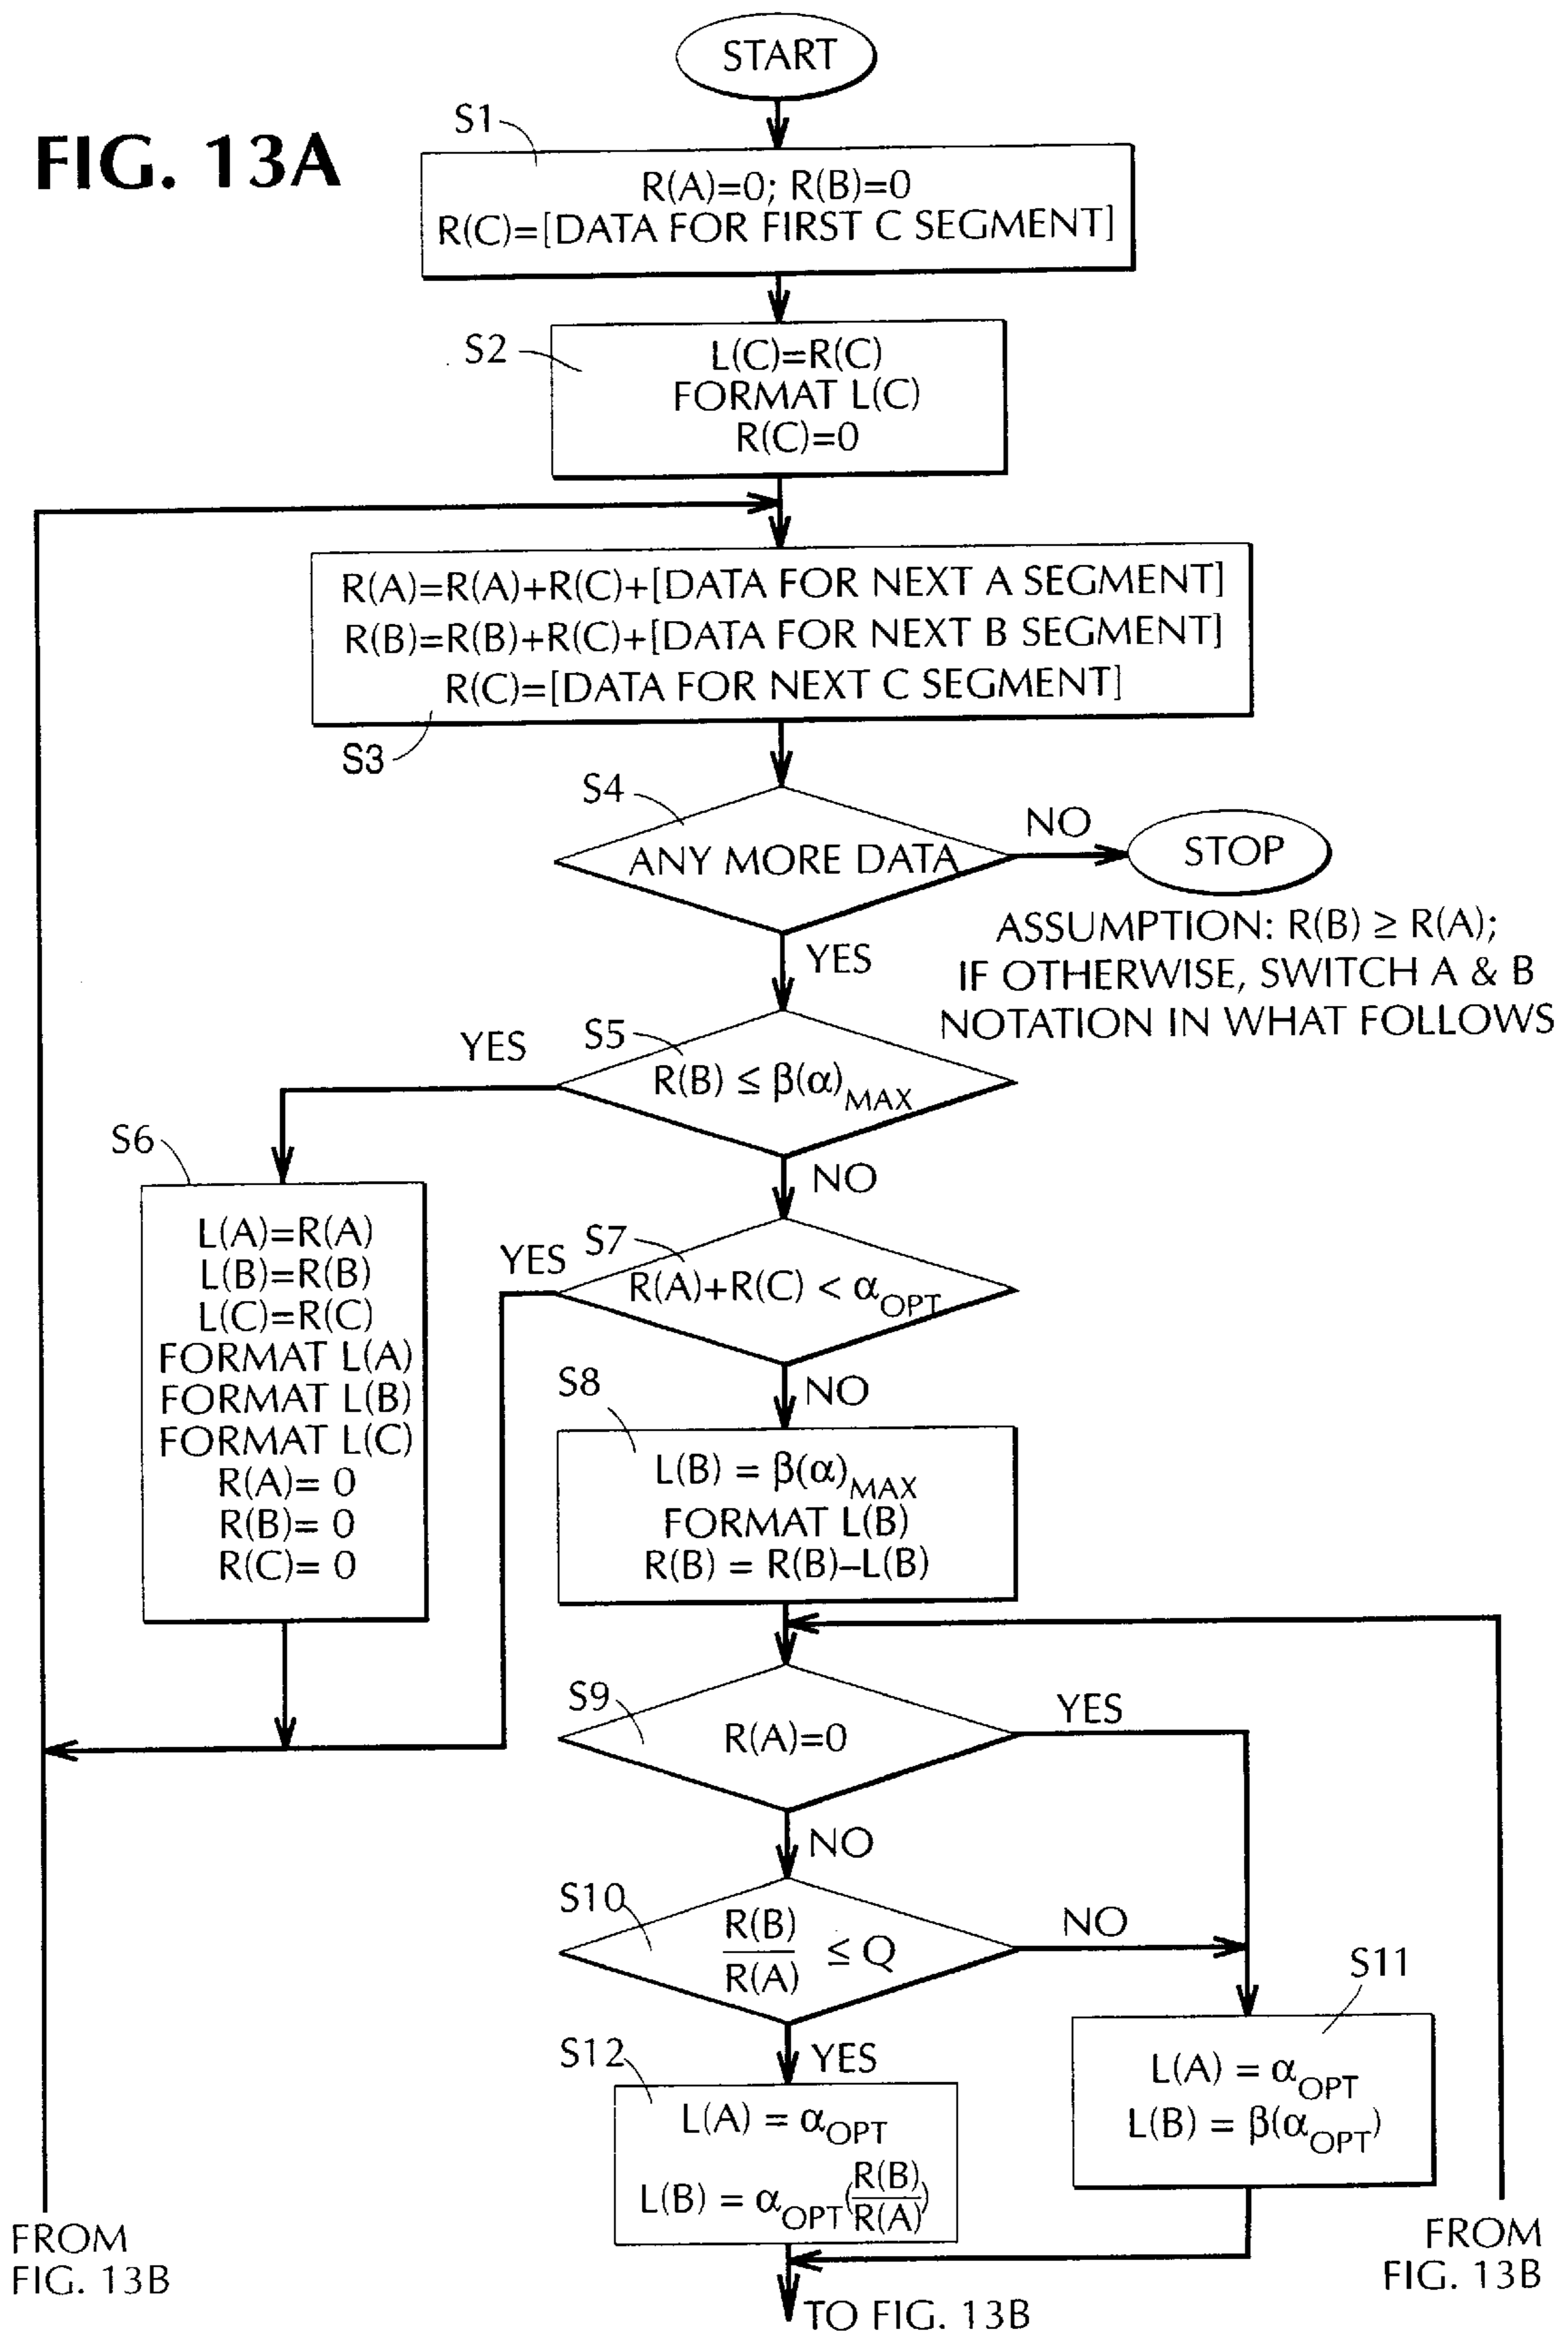 START
S1
FIG. 13A
R(A)=0; R(B)=0
R(C)=[DATA FOR FIRST C SEGMENT]
S2
L(C)=R(C)
FORMAT L(C)
R(C)=0
R(A)=R(A)+R(C)+[DATA FOR NEXT A SEGMENT]
R(B)=R(B)+R(C)+[DATA FOR NEXT B SEGMENT]
R(C)=[DATA FOR NEXT C SEGMENT]
S3
S4
ANY MORE DATA
NO
STOP
YES
ASSUMPTION: R(B) ≥ R(A);
IF OTHERWISE, SWITCH A & B
NOTATION IN WHAT FOLLOWS
S5
YES
R(B) ≤ β(α)MAX
NO
S6
L(A)=R(A)
L(B)=R(B)
L(C)=R(C)
FORMAT L(A)
FORMAT L(B)
FORMAT L(C)
R(A)= 0
R(B)= 0
R(C)= 0
S7
YES
R(A)+R(C) < αOPT
NO
S8
L(B) = β(α)MAX
FORMAT L(B)
R(B) = R(B)–L(B)
S9
R(A)=0
YES
NO
S10
R(B)
R(A)
≤ Q
NO
YES
S11
L(A) = αOPT
L(B) = β(αOPT)
S12
L(A) = αOPT
L(B) = αOPT(R(B)/R(A))
FROM
FIG. 13B
FROM
FIG. 13B
TO FIG. 13B